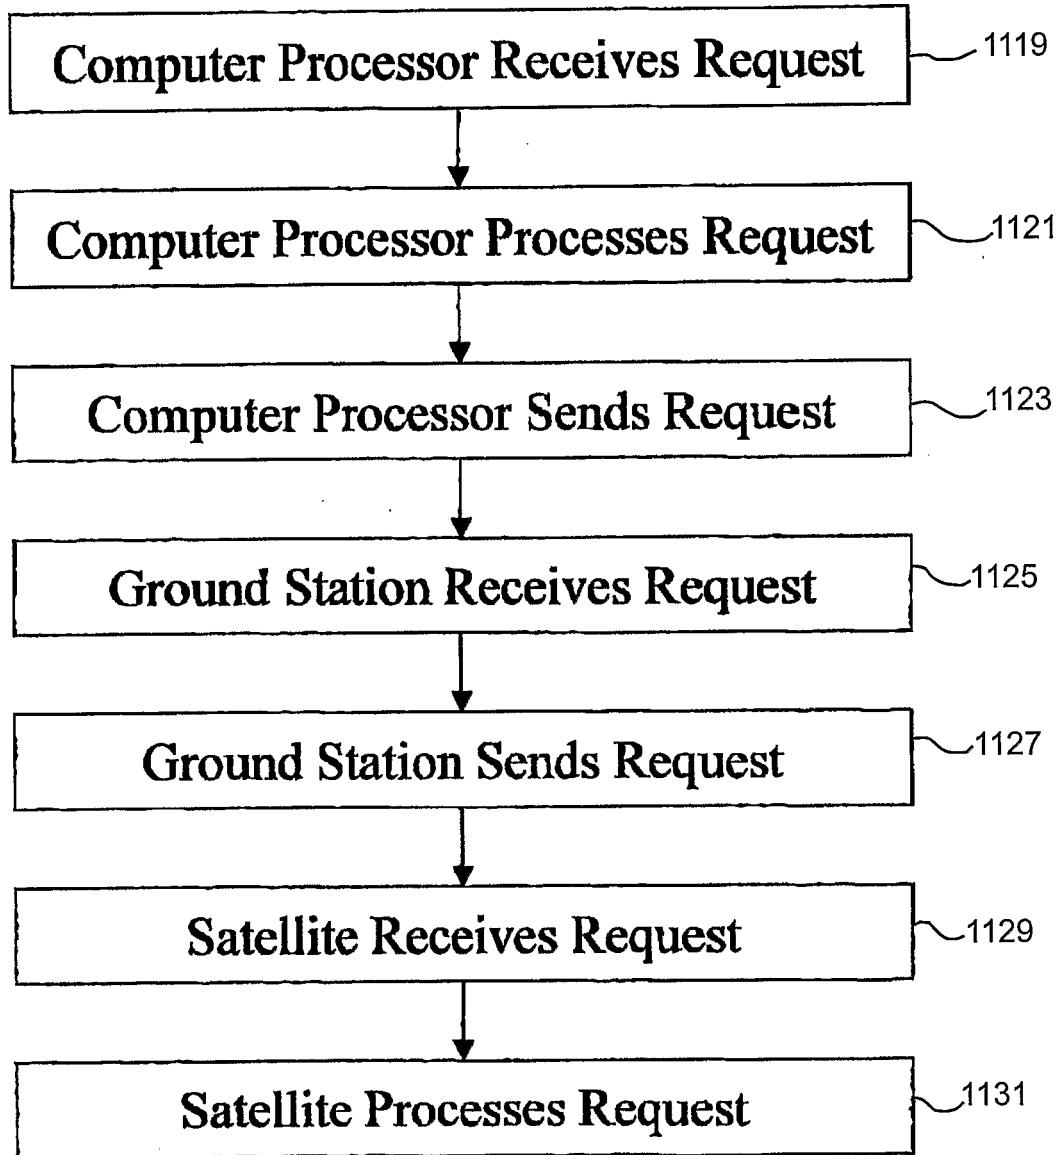 Computer Processor Receives Request 1119
Computer Processor Processes Request 1121
Computer Processor Sends Request 1123
Ground Station Receives Request 1125
Ground Station Sends Request 1127
Satellite Receives Request 1129
Satellite Processes Request 1131